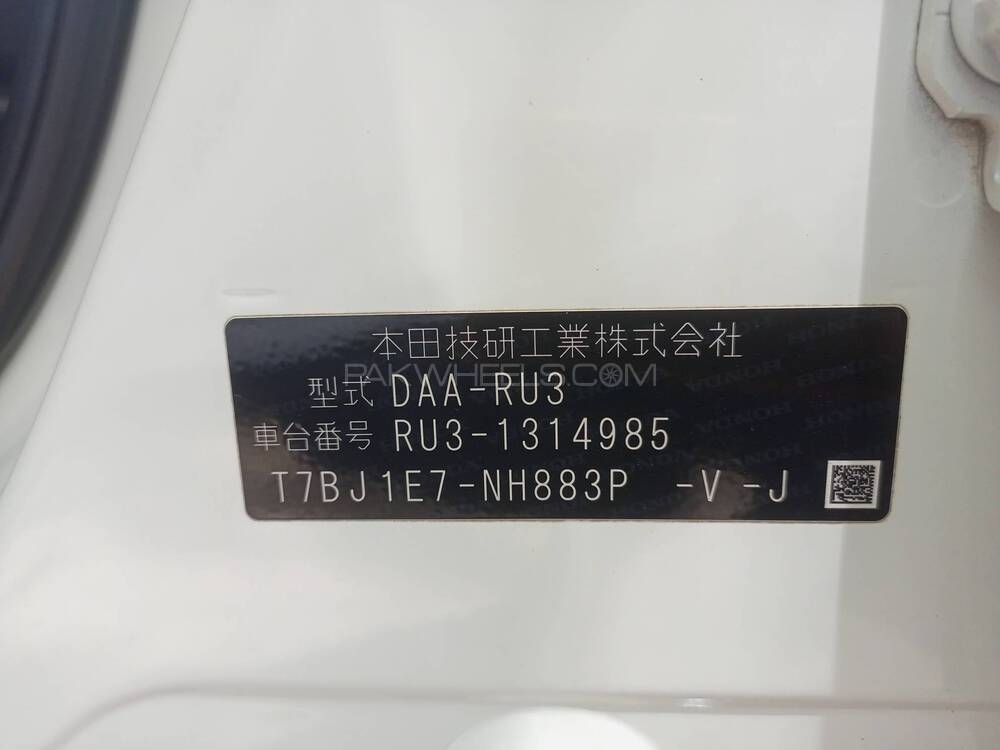 本田技研工業株式会社
PAKWHEELS.COM
型式 DAA-RU3
車台番号 RU3-1314985
T7BJ1E7-NH883P -V -J